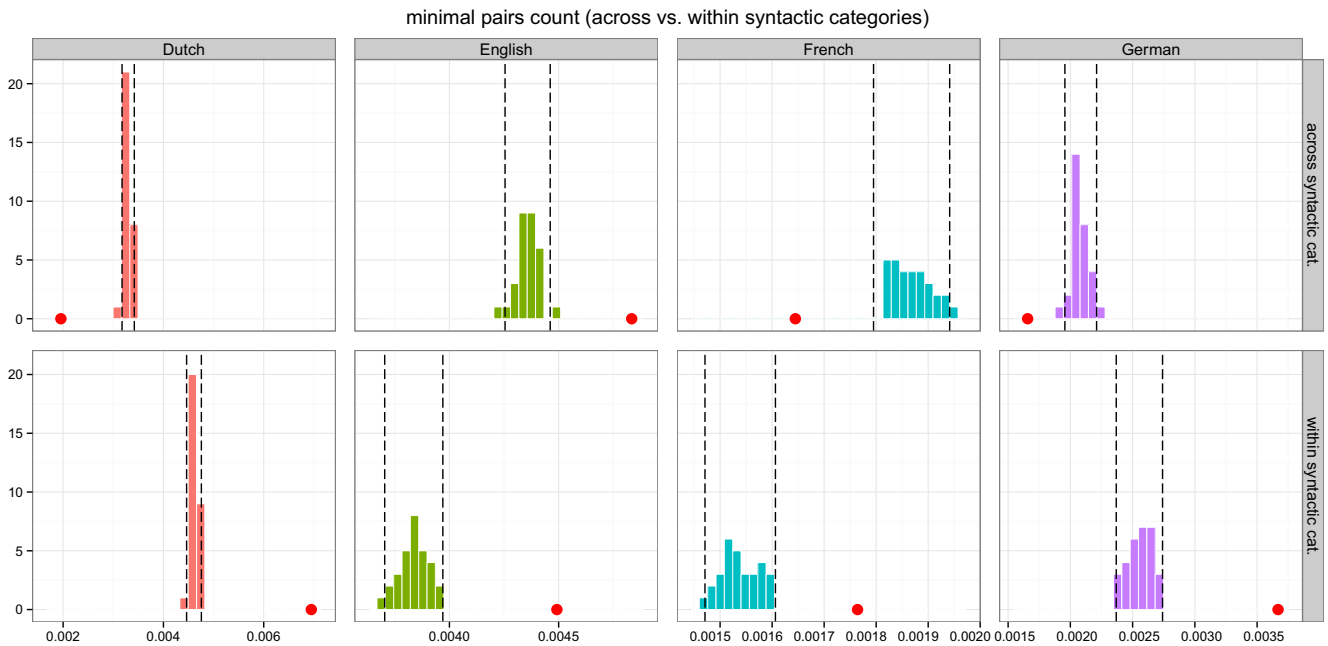 minimal pairs count (across vs. within syntactic categories)
Dutch English French German
20
15
10
5
0
across syntactic cat.
20
15
10
5
0
within syntactic cat.
0.002 0.004 0.006 0.0040 0.0045 0.0015 0.0016 0.0017 0.0018 0.0019 0.0020 0.0015 0.0020 0.0025 0.0030 0.0035